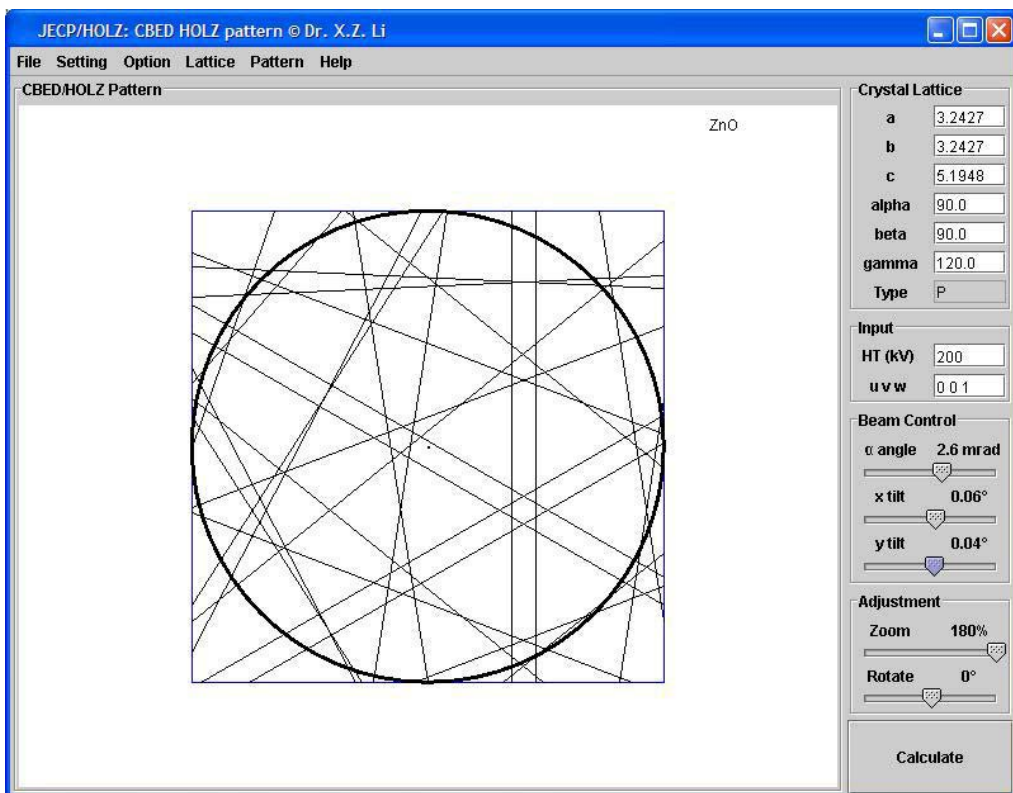 JECP/HOLZ: CBED HOLZ pattern © Dr. X.Z. Li
File Setting Option Lattice Pattern Help
CBED/HOLZ Pattern
ZnO
Crystal Lattice
a 3.2427
b 3.2427
c 5.1948
alpha 90.0
beta 90.0
gamma 120.0
Type P
Input
HT (kV) 200
u v w 0 0 1
Beam Control
α angle 2.6 mrad
x tilt 0.06°
y tilt 0.04°
Adjustment
Zoom 180%
Rotate 0°
Calculate